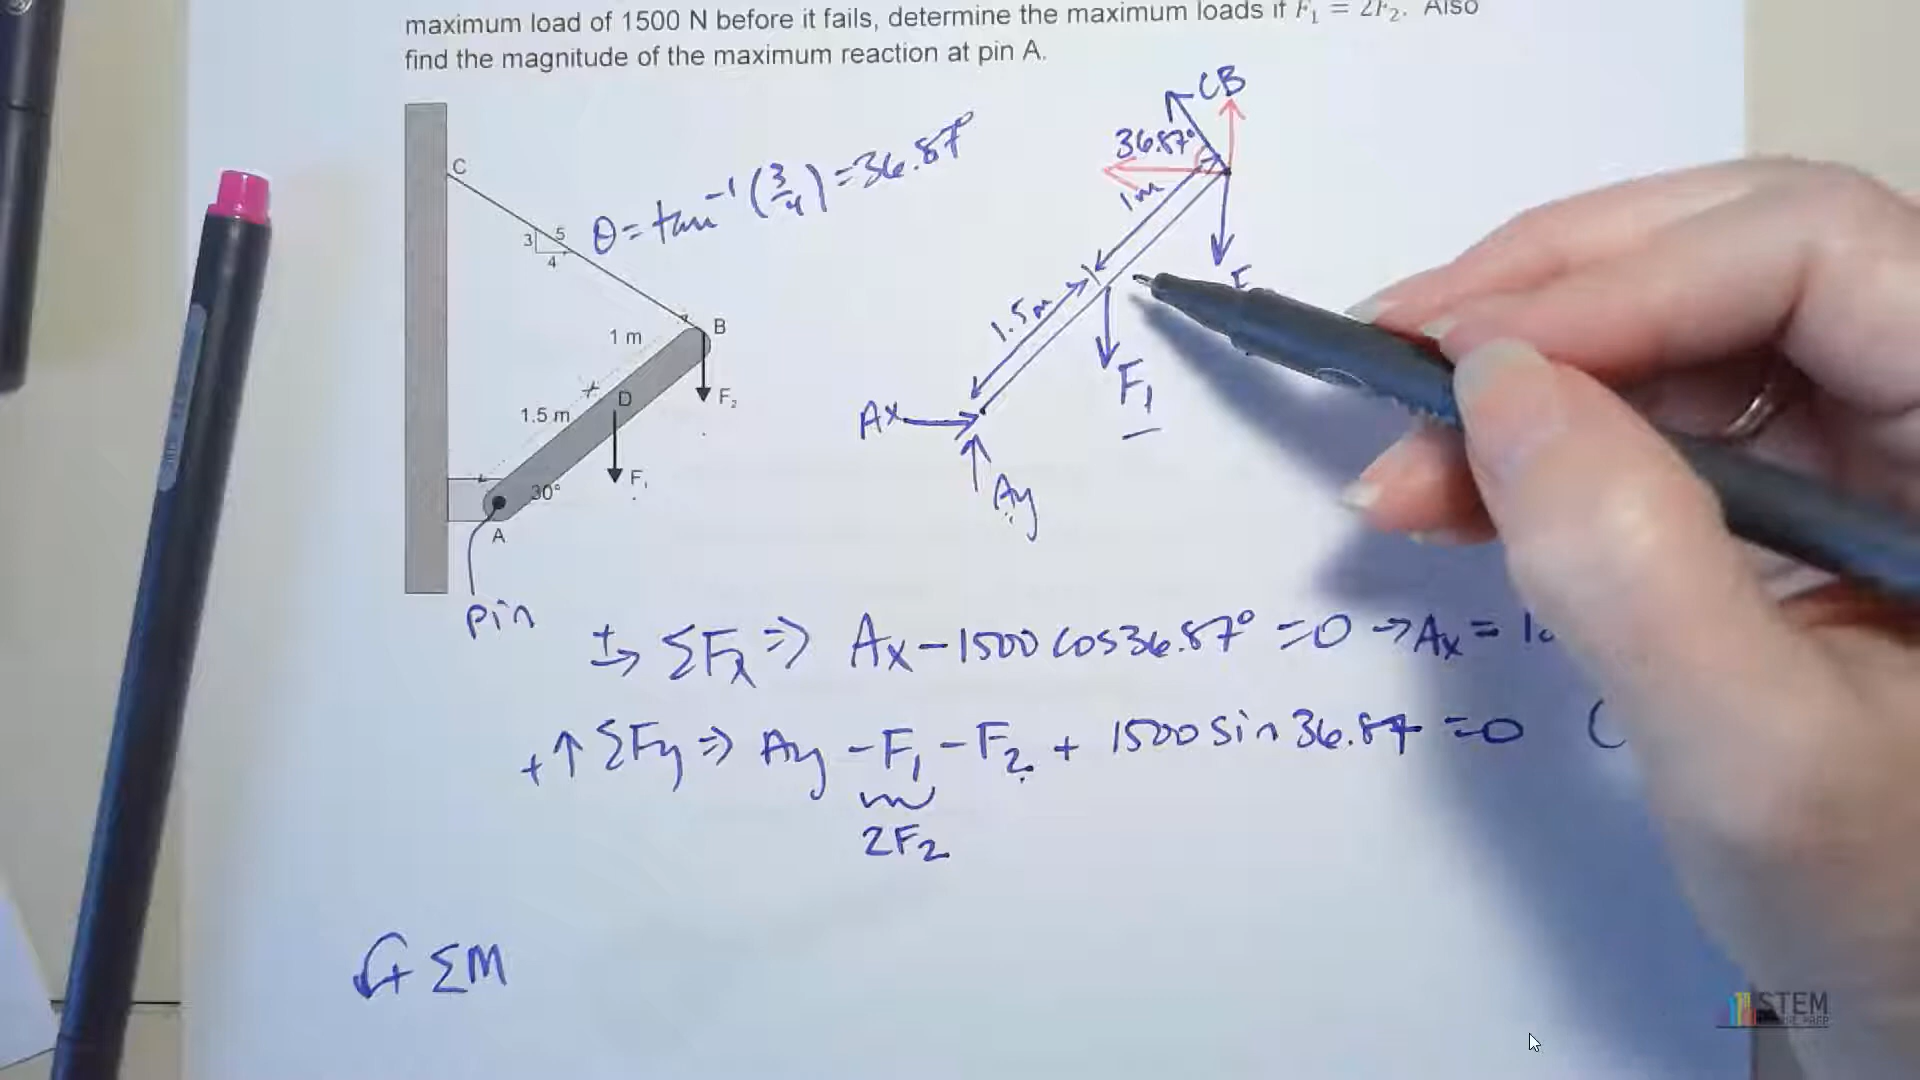 maximum load of 1500 N before it fails, determine the maximum loads if F₁ = 2F₂. Also
find the magnitude of the maximum reaction at pin A.
C
3 5
4
θ = tan⁻¹(3/4) = 36.87°
1 m
B
F₂
1.5 m
D
F₁
30°
A
pin
CB
36.87°
1m
1.5m
F
F₁
Ax
Ay
+→ ΣFx ⇒ Ax - 1500 cos 36.87° = 0 → Ax =
+↑ ΣFy ⇒ Ay - F₁ - F₂ + 1500 sin 36.87 = 0 (
2F₂
+ ΣM
STEM